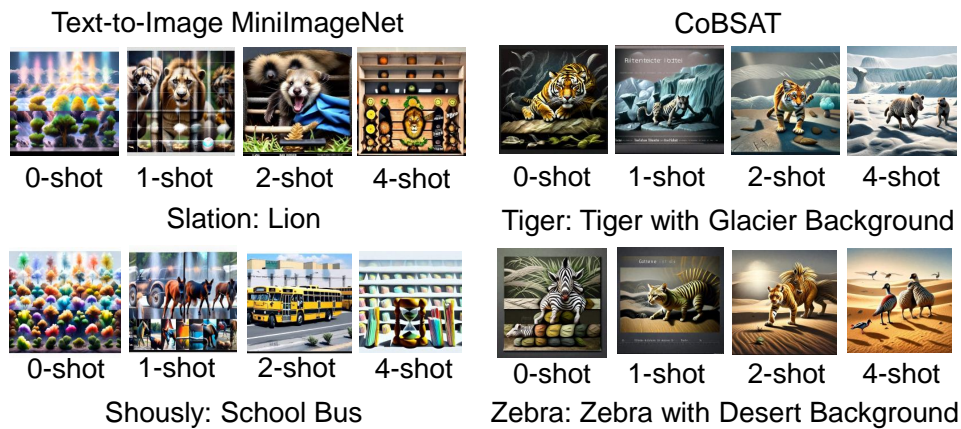 Text-to-Image MiniImageNet
CoBSAT
0-shot 1-shot 2-shot 4-shot
0-shot 1-shot 2-shot 4-shot
Slation: Lion
Tiger: Tiger with Glacier Background
0-shot 1-shot 2-shot 4-shot
0-shot 1-shot 2-shot 4-shot
Shously: School Bus
Zebra: Zebra with Desert Background